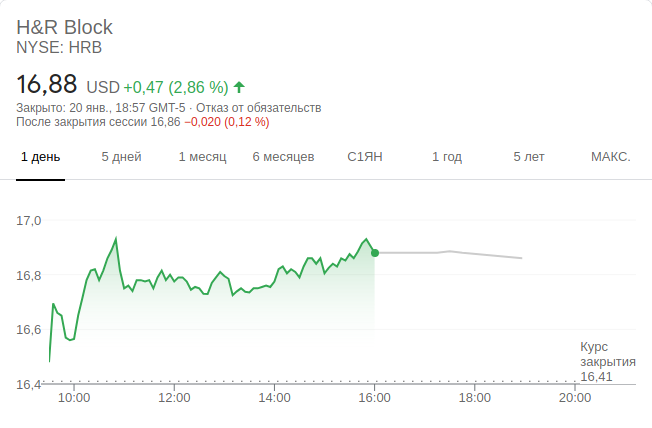 H&R Block
NYSE: HRB
16,88 USD +0,47 (2,86 %)
Закрыто: 20 янв., 18:57 GMT-5 · Отказ от обязательств
После закрытия сессии 16,86 −0,020 (0,12 %)
1 день 5 дней 1 месяц 6 месяцев С1ЯН 1 год 5 лет МАКС.
17,0
16,8
16,6
Курс
закрытия
16,41
16,4
10:00 12:00 14:00 16:00 18:00 20:00